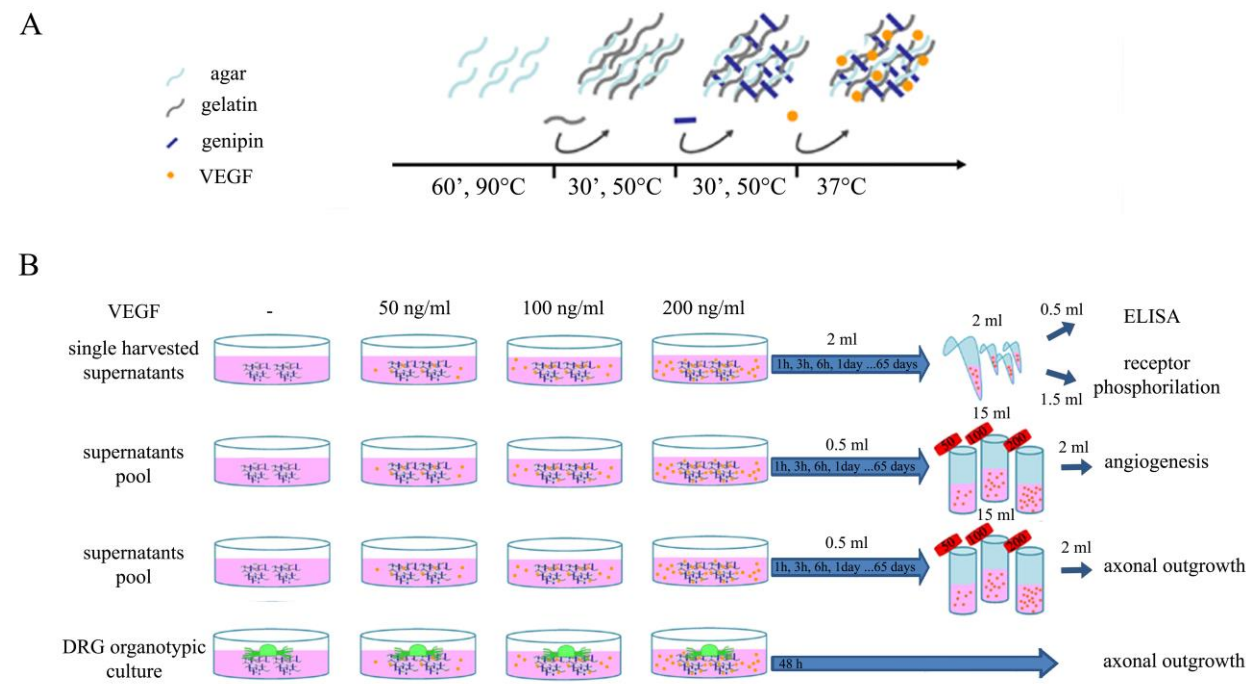 A
agar
gelatin
genipin
VEGF
60’, 90°C
30’, 50°C
30’, 50°C
37°C
B
VEGF
-
50 ng/ml
100 ng/ml
200 ng/ml
single harvested
supernatants
2 ml
1h, 3h, 6h, 1day ...65 days
2 ml
0.5 ml
ELISA
1.5 ml
receptor
phosphorilation
supernatants
pool
0.5 ml
1h, 3h, 6h, 1day ...65 days
15 ml
50
100
200
2 ml
angiogenesis
supernatants
pool
0.5 ml
1h, 3h, 6h, 1day ...65 days
15 ml
50
100
200
2 ml
axonal outgrowth
DRG organotypic
culture
48 h
axonal outgrowth